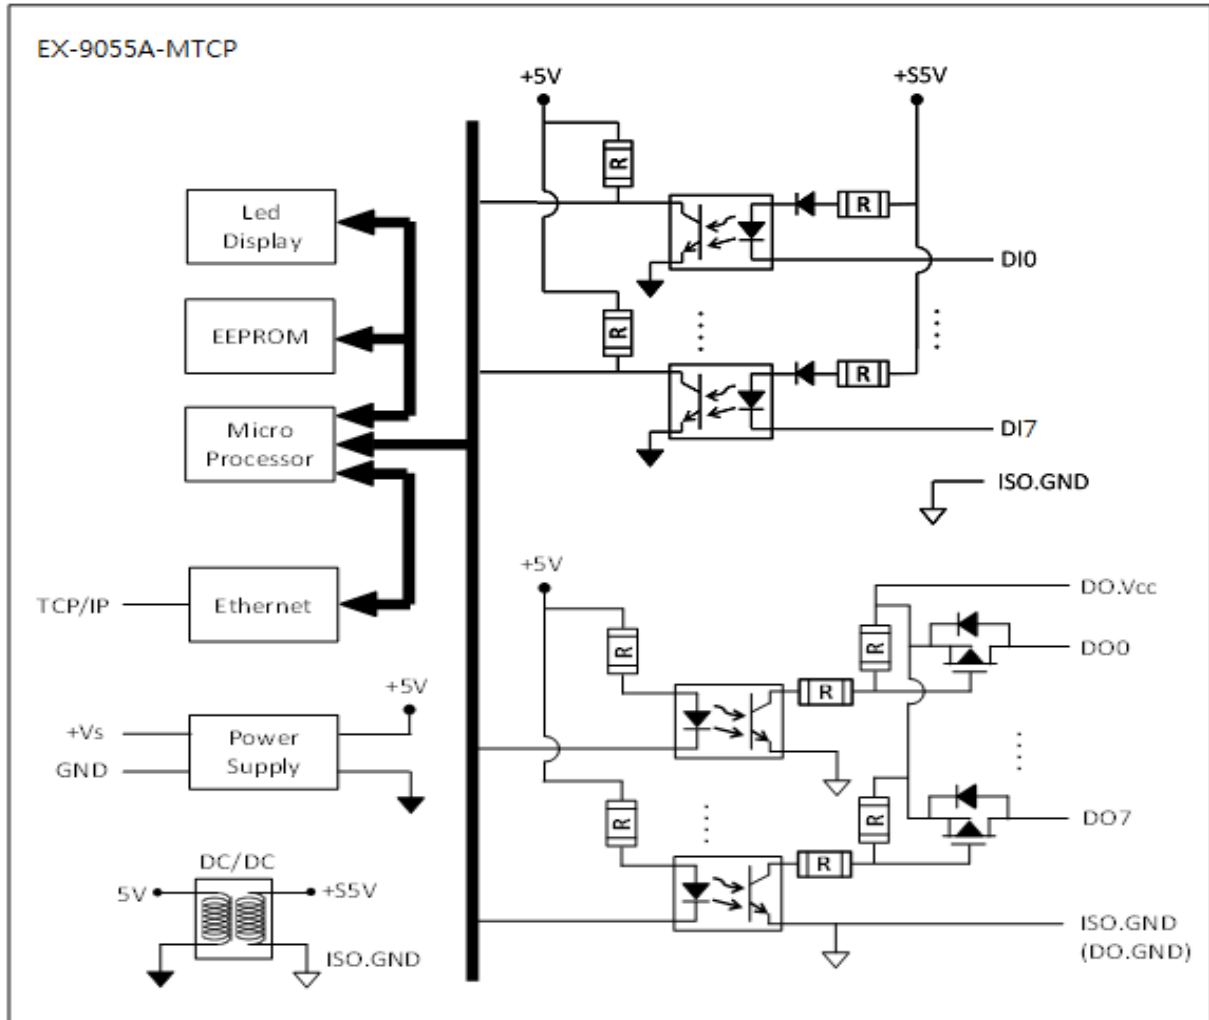 EX-9055A-MTCP
+5V
+S5V
R
R
Led
Display
DI0
EEPROM
R
R
Micro
Processor
DI7
ISO.GND
+5V
DO.Vcc
TCP/IP
Ethernet
R
R
DO0
R
+5V
+Vs
Power
Supply
GND
R
R
DO7
R
DC/DC
5V
+S5V
ISO.GND
ISO.GND
(DO.GND)